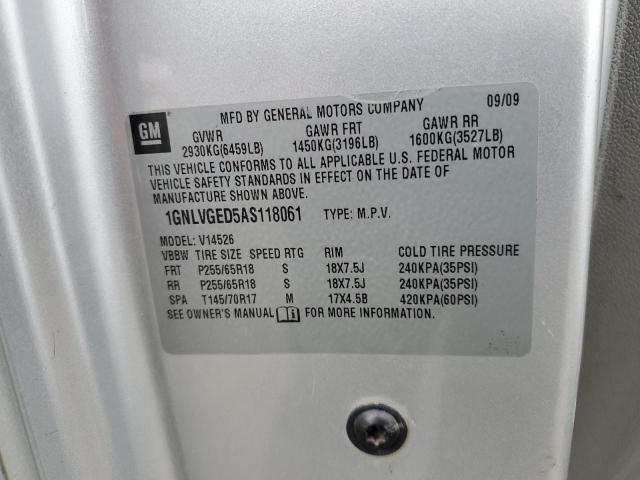 MFD BY GENERAL MOTORS COMPANY 09/09
GM
GVWR GAWR FRT GAWR RR
2930KG(6459LB) 1450KG(3196LB) 1600KG(3527LB)
THIS VEHICLE CONFORMS TO ALL APPLICABLE U.S. FEDERAL MOTOR
VEHICLE SAFETY STANDARDS IN EFFECT ON THE DATE OF
MANUFACTURE SHOWN ABOVE.
1GNLVGED5AS118061 TYPE: M.P.V.
MODEL: V14526
VBBW TIRE SIZE SPEED RTG RIM COLD TIRE PRESSURE
FRT P255/65R18 S 18X7.5J 240KPA(35PSI)
RR P255/65R18 S 18X7.5J 240KPA(35PSI)
SPA T145/70R17 M 17X4.5B 420KPA(60PSI)
SEE OWNER'S MANUAL FOR MORE INFORMATION.